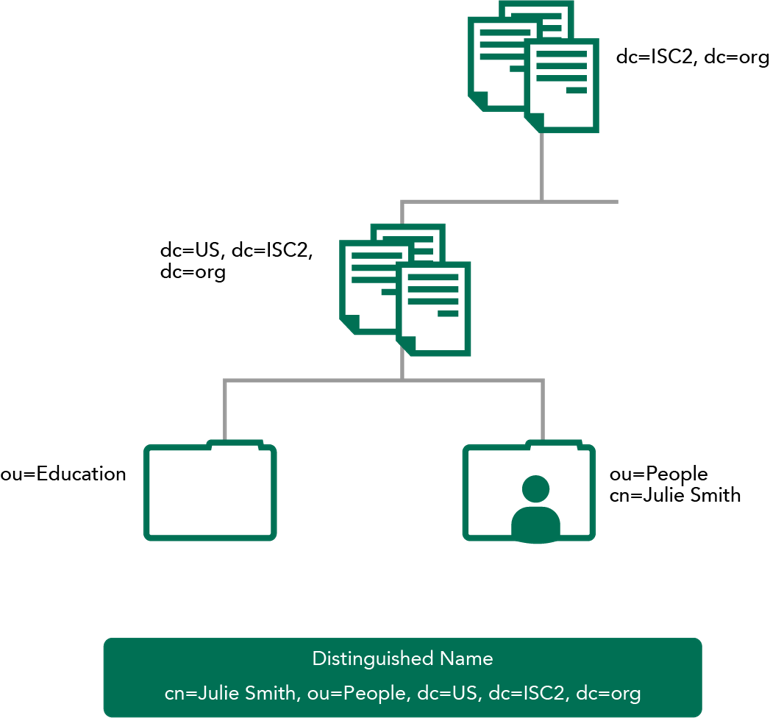 dc=ISC2, dc=org
dc=US, dc=ISC2,
dc=org
ou=Education
ou=People
cn=Julie Smith
Distinguished Name
cn=Julie Smith, ou=People, dc=US, dc=ISC2, dc=org